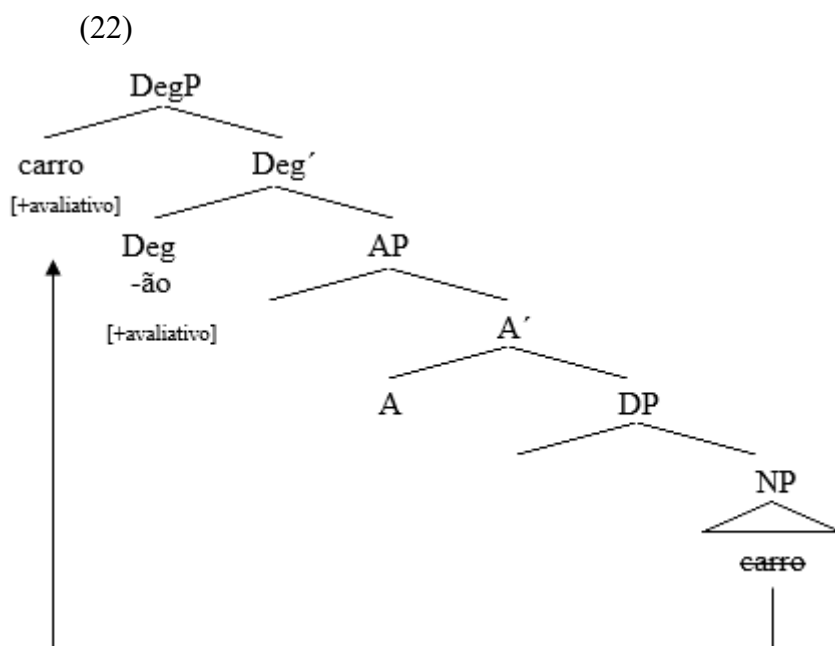 (22)
DegP
carro Deg´
[+avaliativo]
Deg AP
-ão
[+avaliativo] A´
A DP
NP
carro